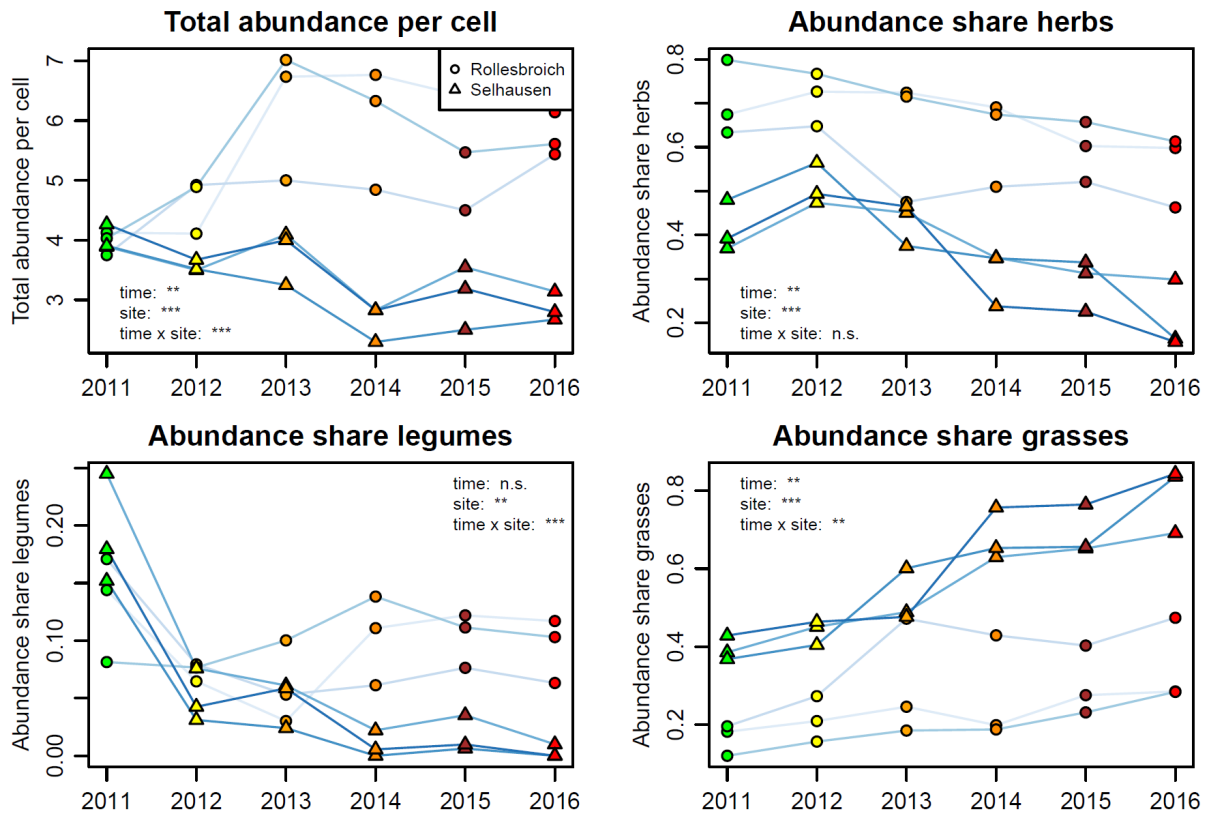 Total abundance per cell
Total abundance per cell
7
6
5
4
3
Rollesbroich
Selhausen
time: **
site: ***
time x site: ***
2011 2012 2013 2014 2015 2016
Abundance share herbs
Abundance share herbs
0.8
0.6
0.4
0.2
time: **
site: ***
time x site: n.s.
2011 2012 2013 2014 2015 2016
Abundance share legumes
Abundance share legumes
0.20
0.10
0.00
time: n.s.
site: **
time x site: ***
2011 2012 2013 2014 2015 2016
Abundance share grasses
Abundance share grasses
0.8
0.6
0.4
0.2
time: **
site: ***
time x site: **
2011 2012 2013 2014 2015 2016